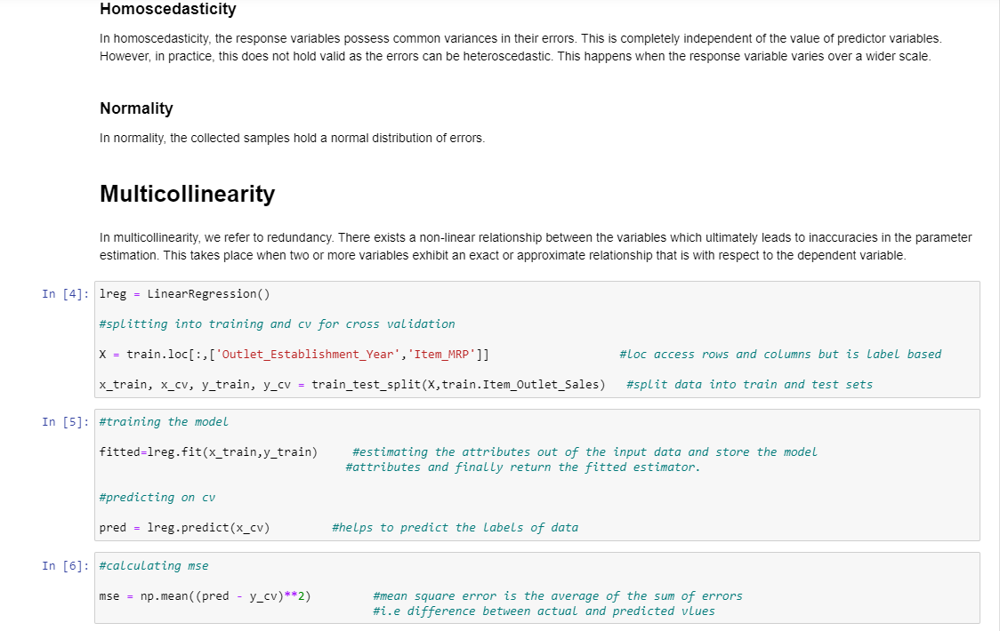 Homoscedasticity
In homoscedasticity, the response variables possess common variances in their errors. This is completely independent of the value of predictor variables.
However, in practice, this does not hold valid as the errors can be heteroscedastic. This happens when the response variable varies over a wider scale.
Normality
In normality, the collected samples hold a normal distribution of errors.
Multicollinearity
In multicollinearity, we refer to redundancy. There exists a non-linear relationship between the variables which ultimately leads to inaccuracies in the parameter
estimation. This takes place when two or more variables exhibit an exact or approximate relationship that is with respect to the dependent variable.
In [4]: lreg = LinearRegression()
#splitting into training and cv for cross validation
X = train.loc[:,['Outlet_Establishment_Year','Item_MRP']] #loc access rows and columns but is label based
x_train, x_cv, y_train, y_cv = train_test_split(X,train.Item_Outlet_Sales) #split data into train and test sets
In [5]: #training the model
fitted=lreg.fit(x_train,y_train) #estimating the attributes out of the input data and store the model
#attributes and finally return the fitted estimator.
#predicting on cv
pred = lreg.predict(x_cv) #helps to predict the labels of data
In [6]: #calculating mse
mse = np.mean((pred - y_cv)**2) #mean square error is the average of the sum of errors
#i.e difference between actual and predicted vlues